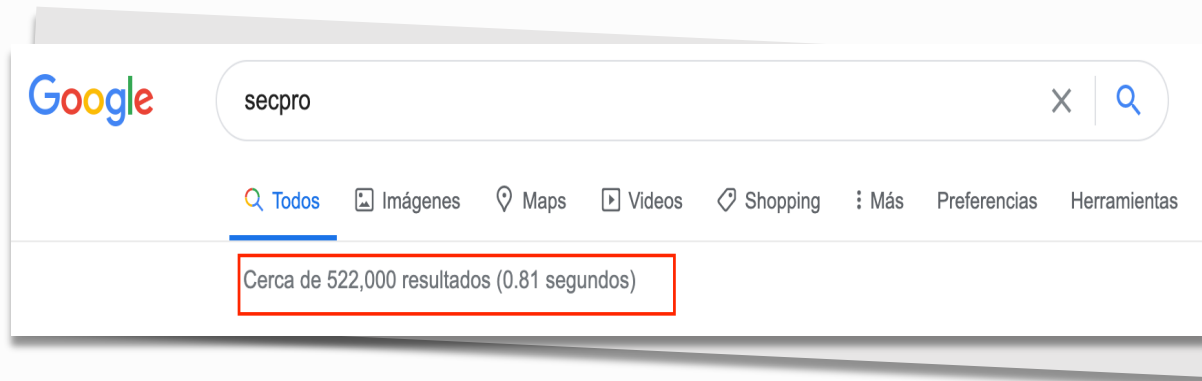 Google
secpro
Todos Imágenes Maps Videos Shopping Más Preferencias Herramientas
Cerca de 522,000 resultados (0.81 segundos)